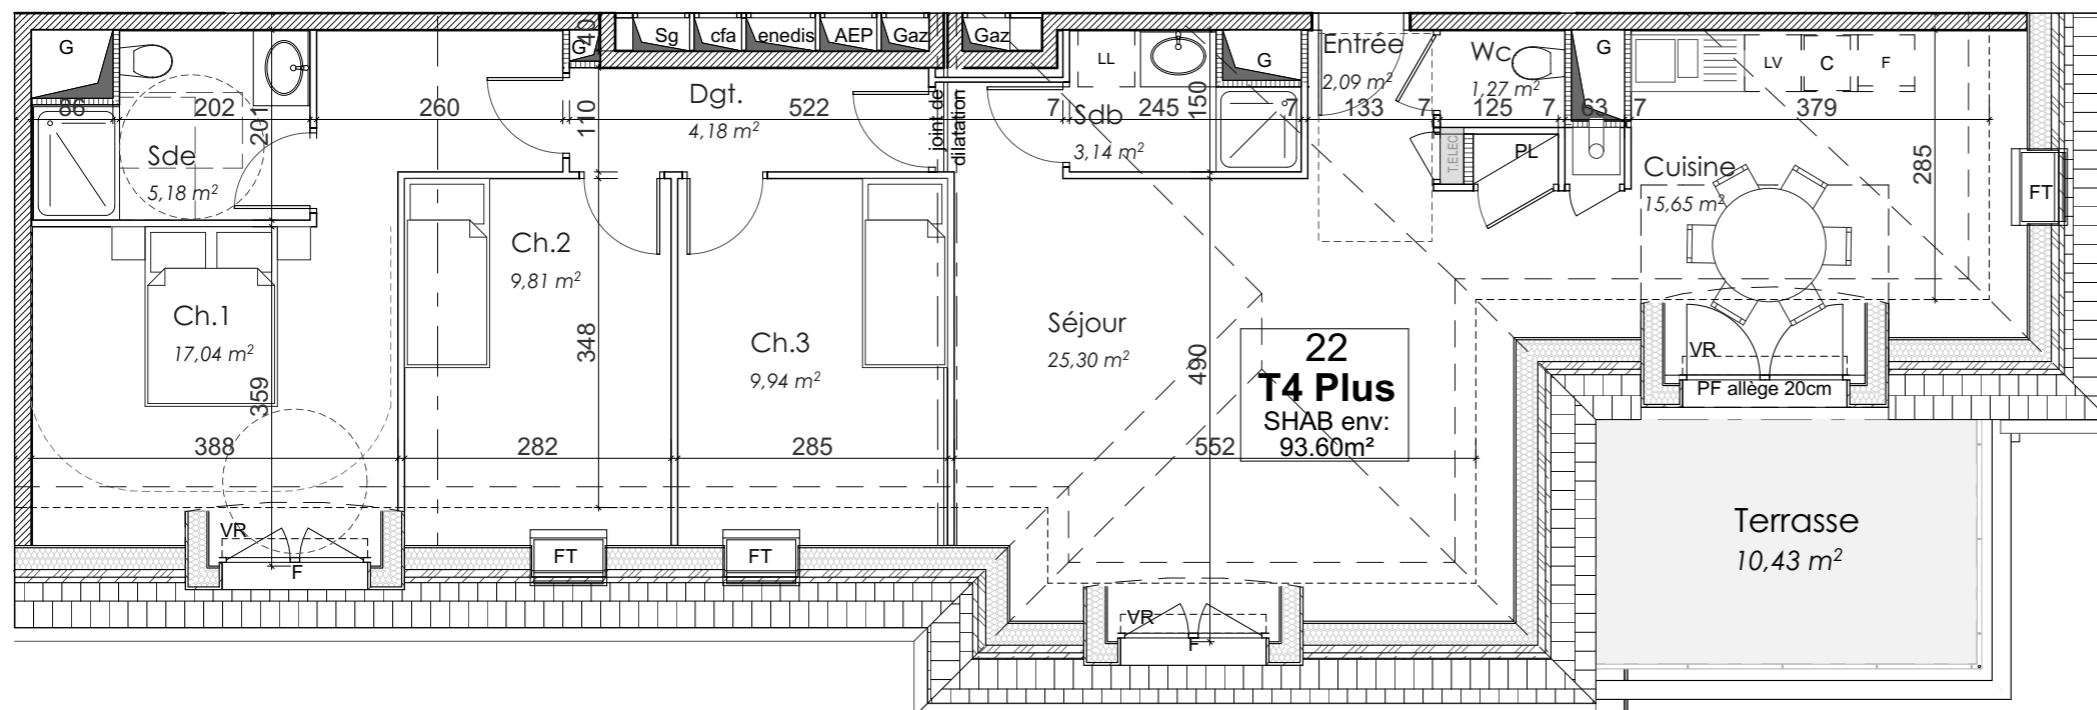 G
G
Sg
cfa
enedis
AEP
Gaz
Gaz
LL
G
Entrée
2,09 m²
Wc
1,27 m²
G
LV
C
F
40
86
202
201
260
110
Dgt.
4,18 m²
522
joint de
dilatation
7
Sdb
3,14 m²
245
150
7
133
7
125
7
63
7
379
Sde
5,18 m²
T.ELEC
PL
Cuisine
15,65 m²
285
FT
Ch.1
17,04 m²
359
388
Ch.2
9,81 m²
348
282
Ch.3
9,94 m²
285
Séjour
25,30 m²
490
552
22
T4 Plus
SHAB env:
93.60m²
VR
PF allège 20cm
Terrasse
10,43 m²
VR
F
FT
FT
VR
F